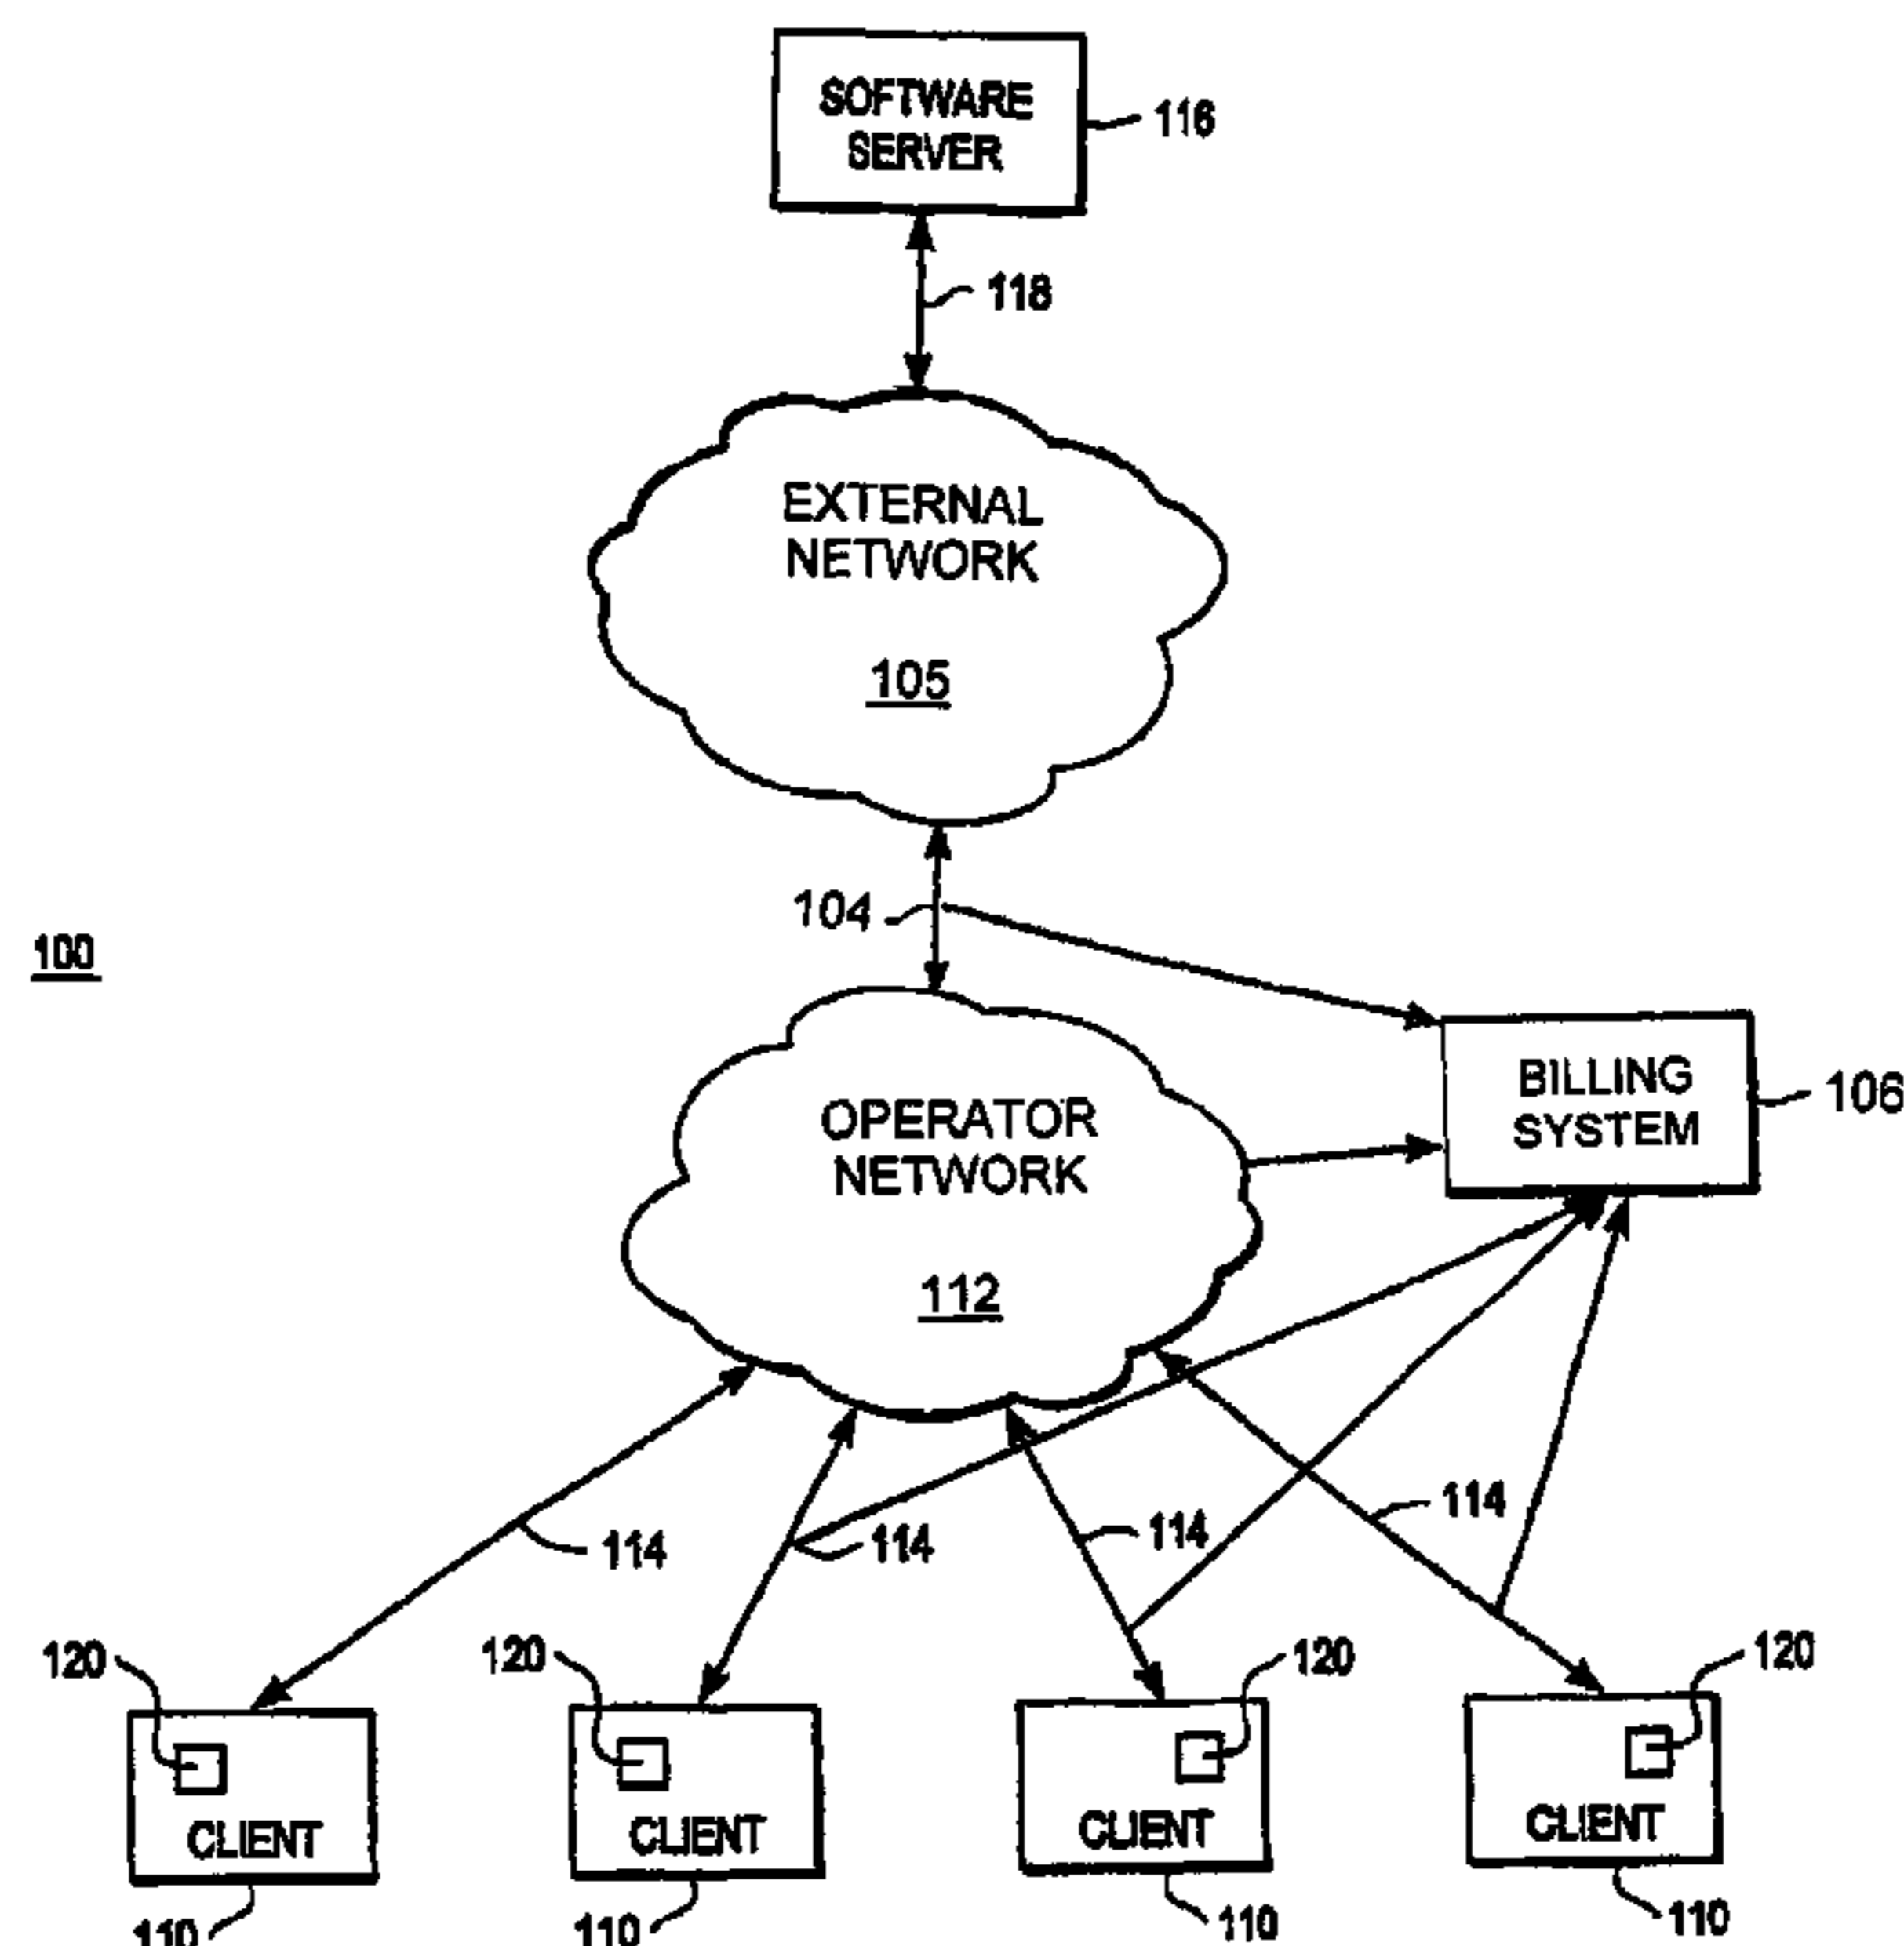 SOFTWARE
SERVER
116
118
EXTERNAL
NETWORK
105
104
100
BILLING
SYSTEM
106
OPERATOR
NETWORK
112
114
114
114
114
120
120
120
120
CLIENT
CLIENT
CLIENT
CLIENT
110
110
110
110